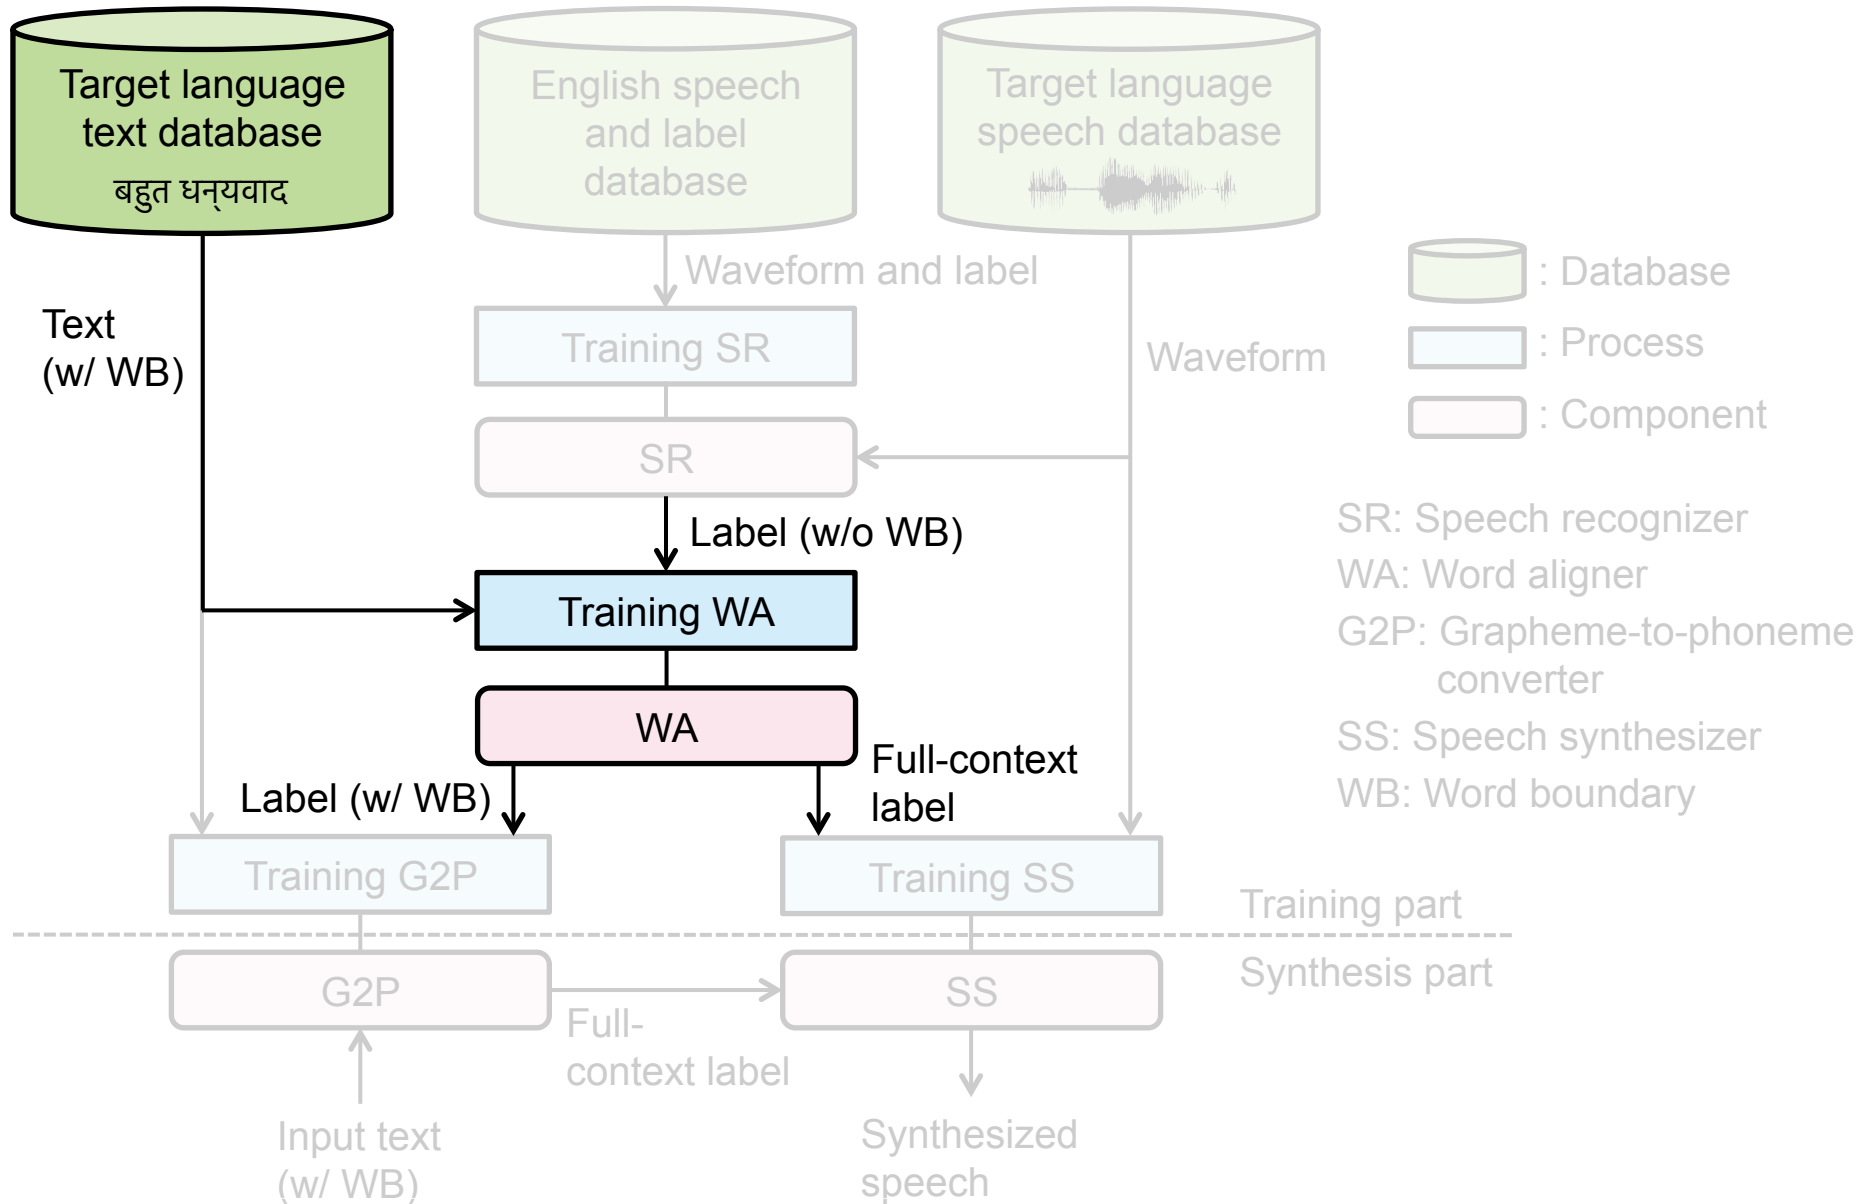 Target language
text database
बहुत धन्यवाद
English speech
and label
database
Target language
speech database
Waveform and label
: Database
Text
(w/ WB)
Training SR
Waveform
: Process
: Component
SR
Label (w/o WB)
SR: Speech recognizer
WA: Word aligner
G2P: Grapheme-to-phoneme
converter
SS: Speech synthesizer
WB: Word boundary
Training WA
WA
Label (w/ WB)
Full-context
label
Training G2P
Training SS
Training part
Synthesis part
G2P
SS
Full-
context label
Input text
(w/ WB)
Synthesized
speech